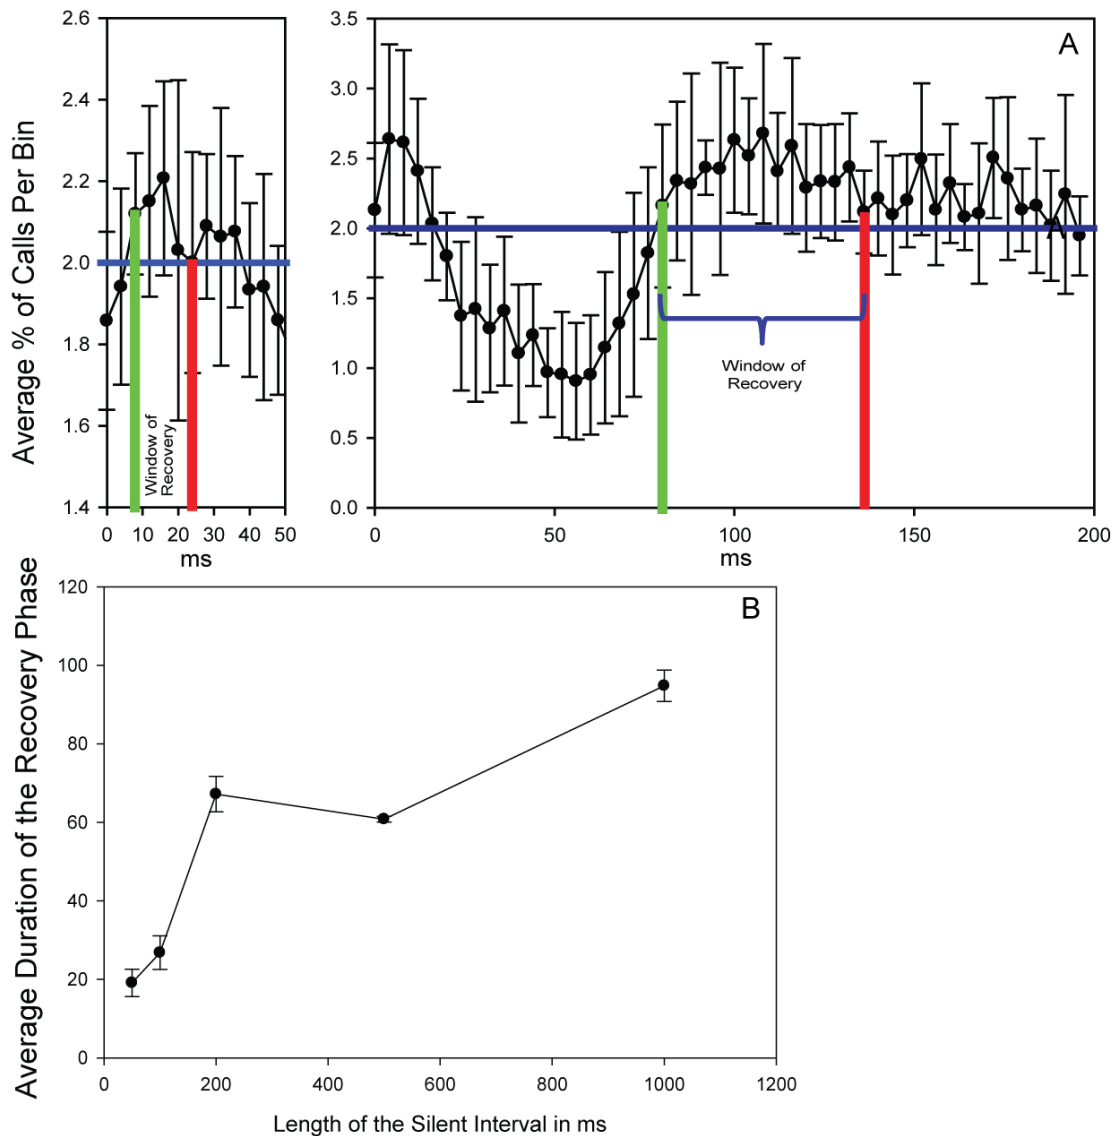 Average % of Calls Per Bin
2.6
2.4
2.2
2.0
1.8
1.6
1.4
Window of
Recovery
0 10 20 30 40 50
ms
A
3.5
3.0
2.5
2.0
1.5
1.0
0.5
0.0
A
Window of
Recovery
0 50 100 150 200
ms
B
Average Duration of the Recovery Phase
120
100
80
60
40
20
0
0 200 400 600 800 1000 1200
Length of the Silent Interval in ms